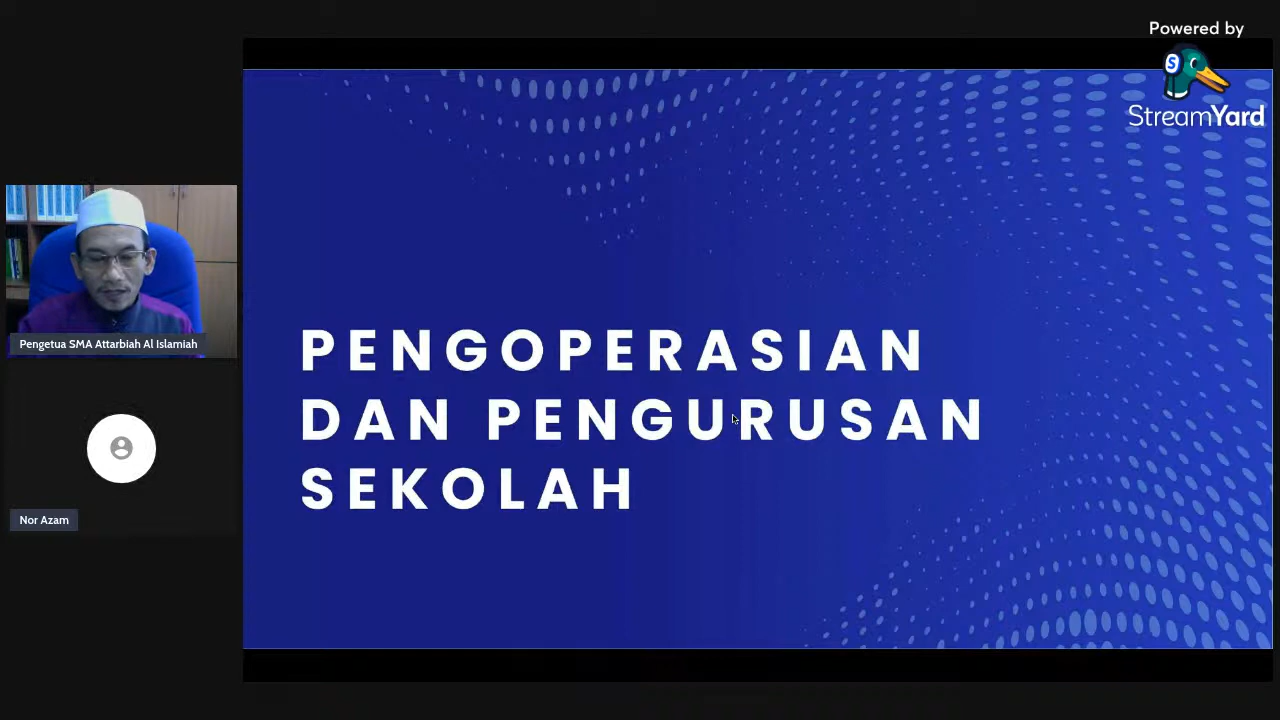 Powered by
StreamYard
PENGOPERASIAN
DAN PENGURUSAN
SEKOLAH
Pengetua SMA Attarbiah Al Islamiah
Nor Azam